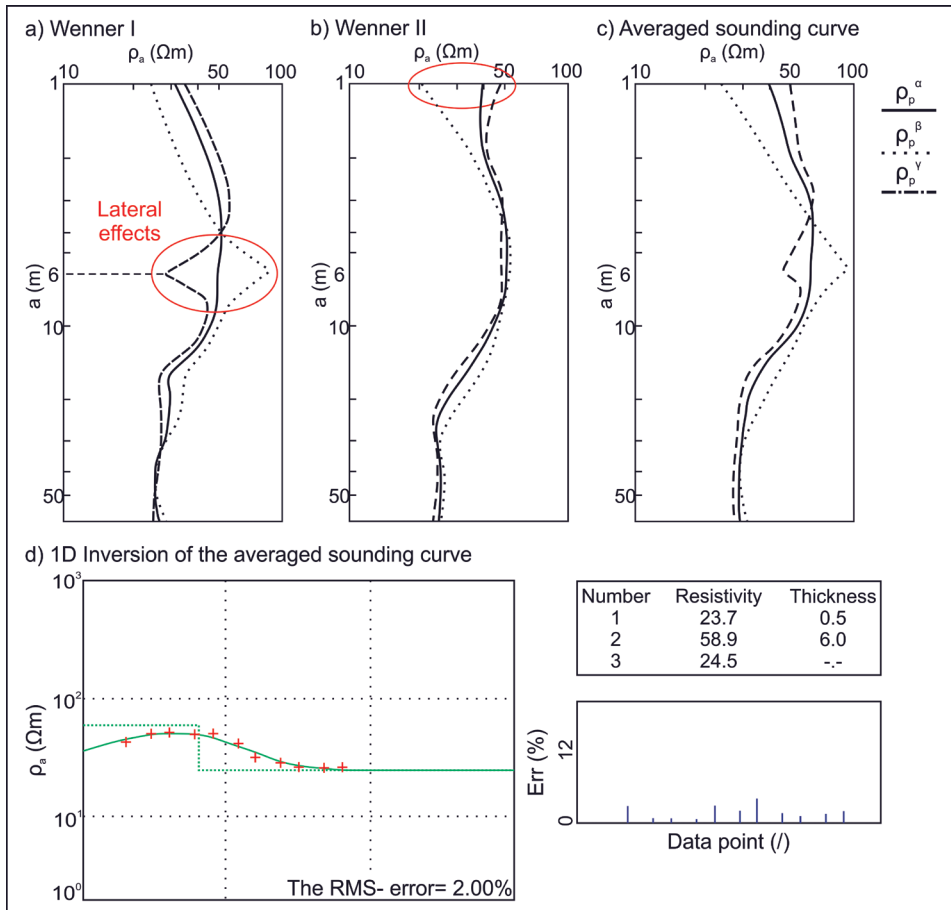 a) Wenner I
ρa (Ωm)
10 50 100
1
Lateral
effects
a (m)
6
10
50
b) Wenner II
ρa (Ωm)
10 50 100
1
a (m)
6
10
50
c) Averaged sounding curve
ρa (Ωm)
10 50 100
1
a (m)
6
10
50
ρp α
ρp β
ρp γ
d) 1D Inversion of the averaged sounding curve
ρa (Ωm)
10³
10²
10¹
10⁰
The RMS- error= 2.00%
Number Resistivity Thickness
1 23.7 0.5
2 58.9 6.0
3 24.5 -.-
Err (%)
12
0
Data point (/)